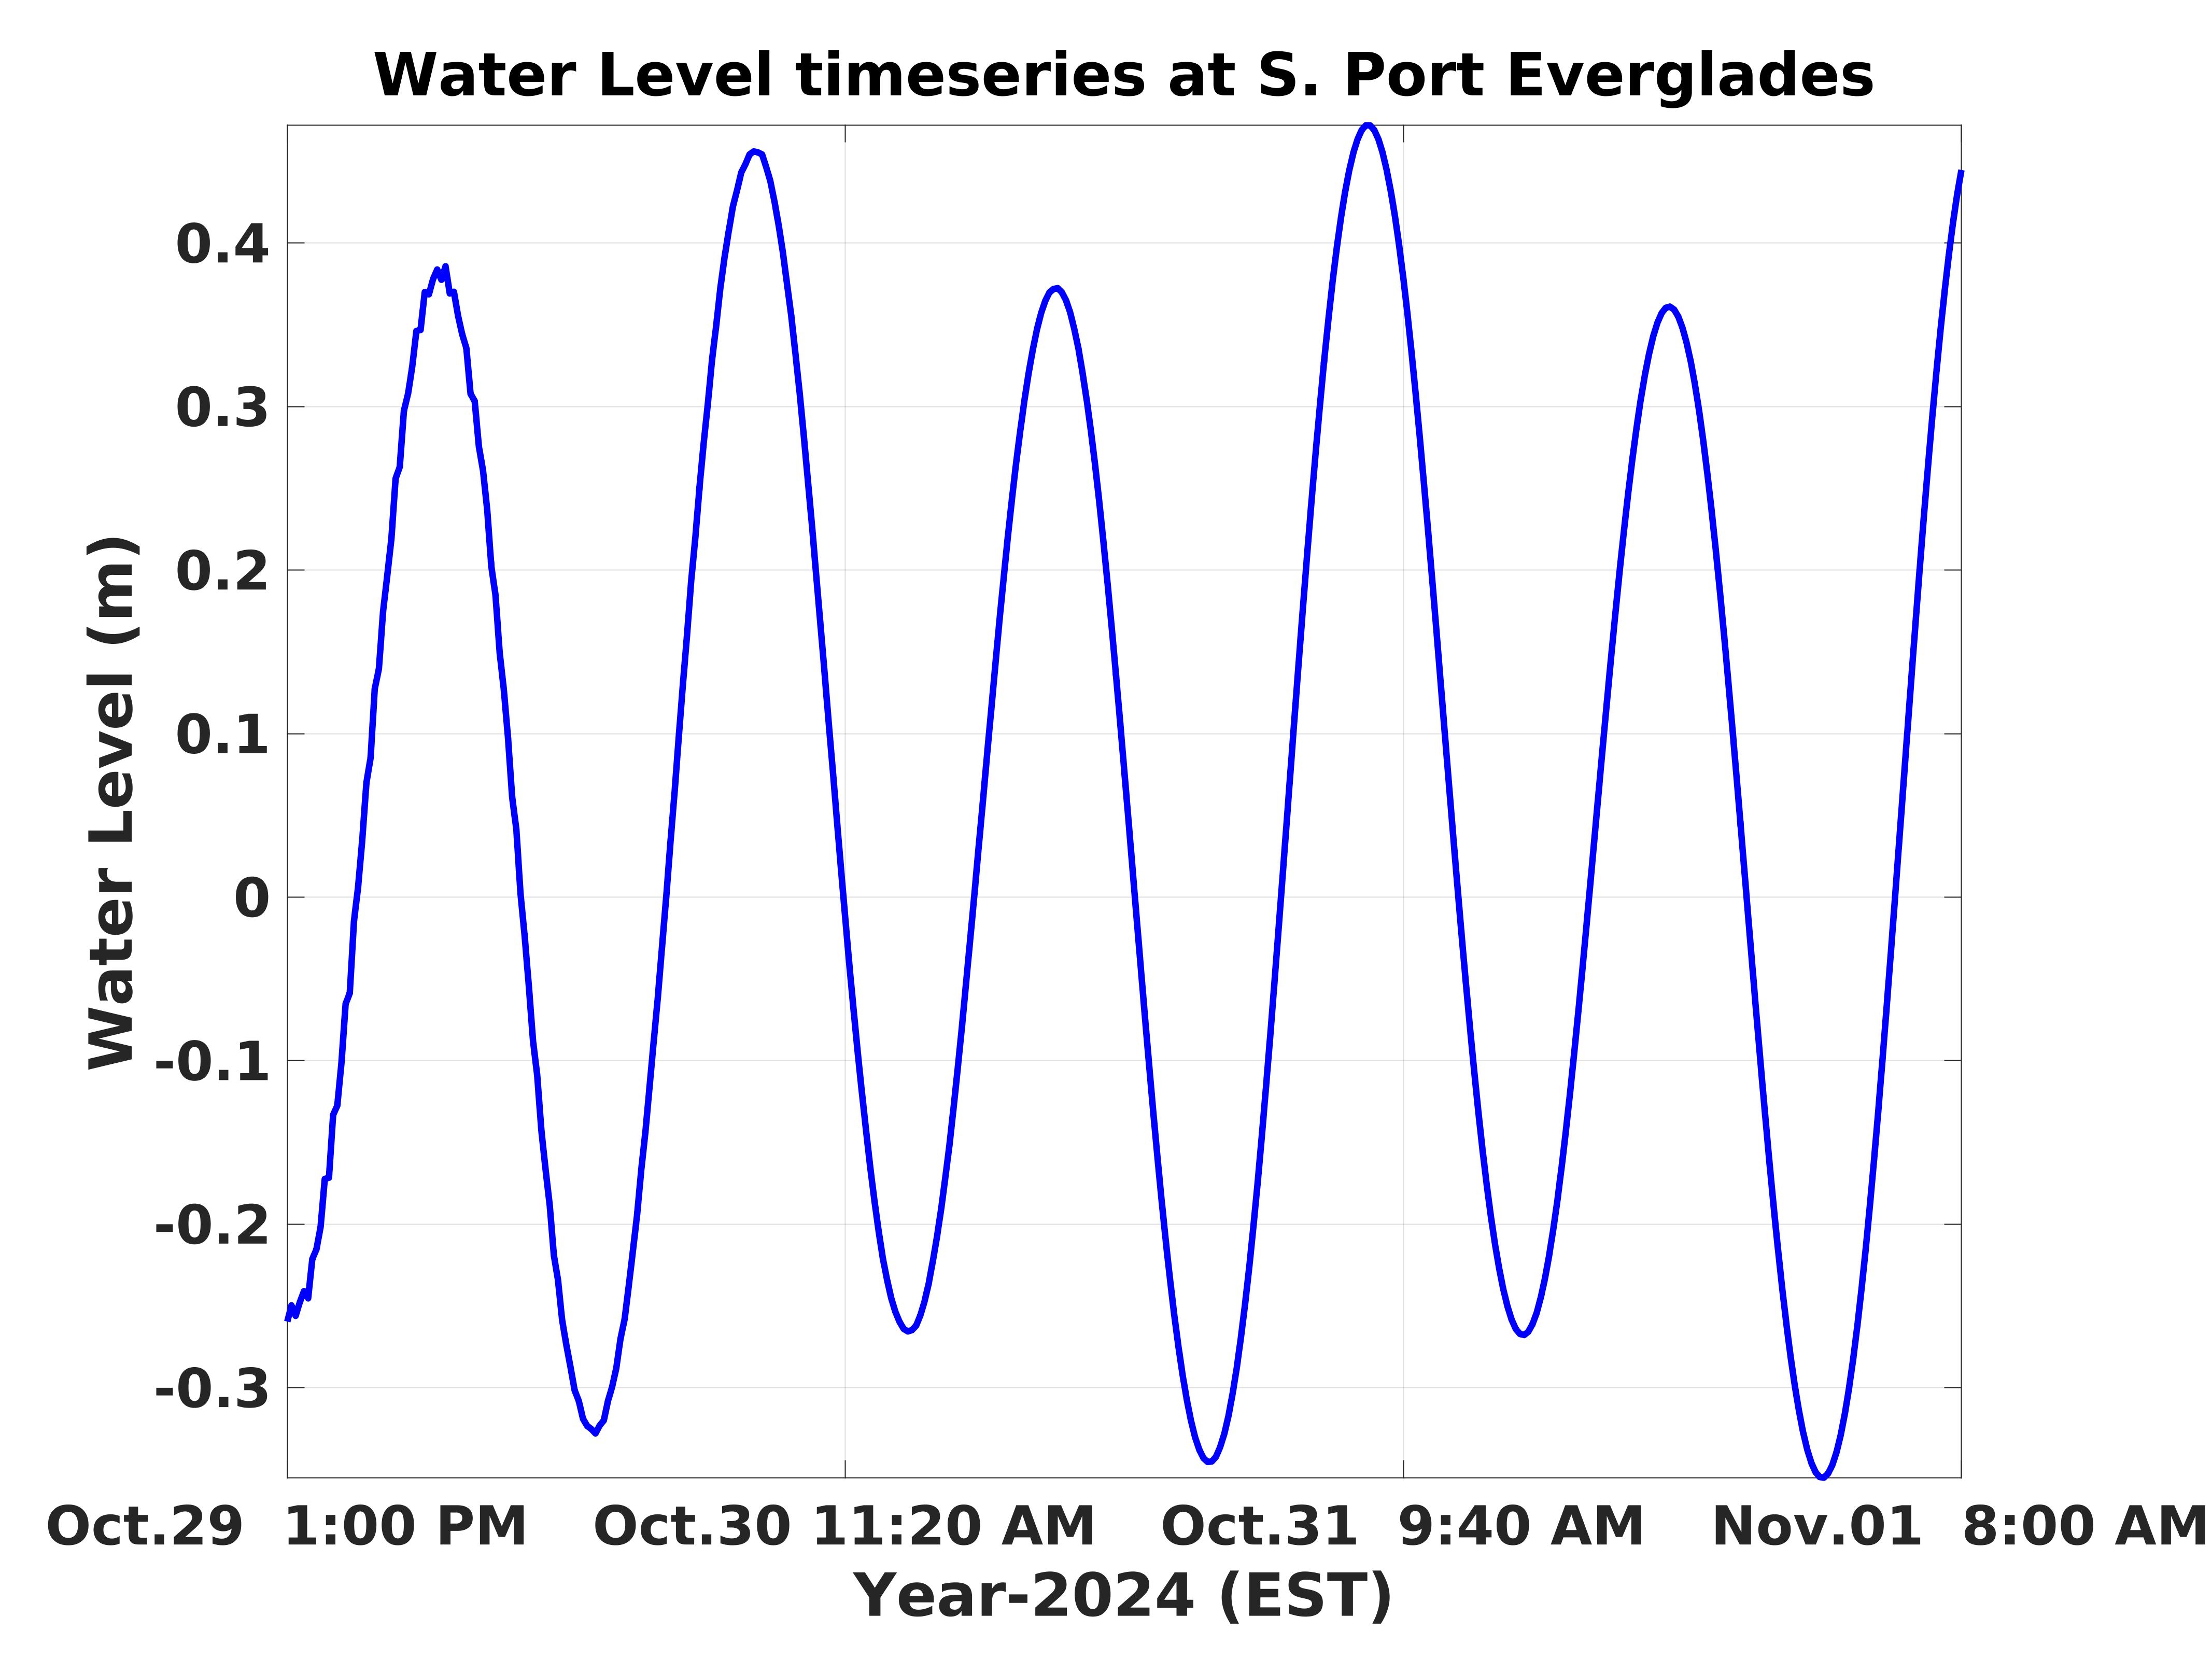 Water Level timeseries at S. Port Everglades
Water Level (m)
0.4
0.3
0.2
0.1
0
-0.1
-0.2
-0.3
Oct.29 1:00 PM Oct.30 11:20 AM Oct.31 9:40 AM Nov.01 8:00 AM
Year-2024 (EST)